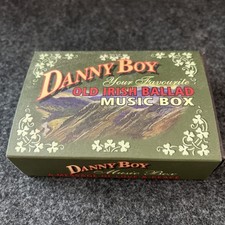 DANNY BOY
Your Favourite
OLD IRISH BALLAD
MUSIC BOX
DANNY BOY
Music Box